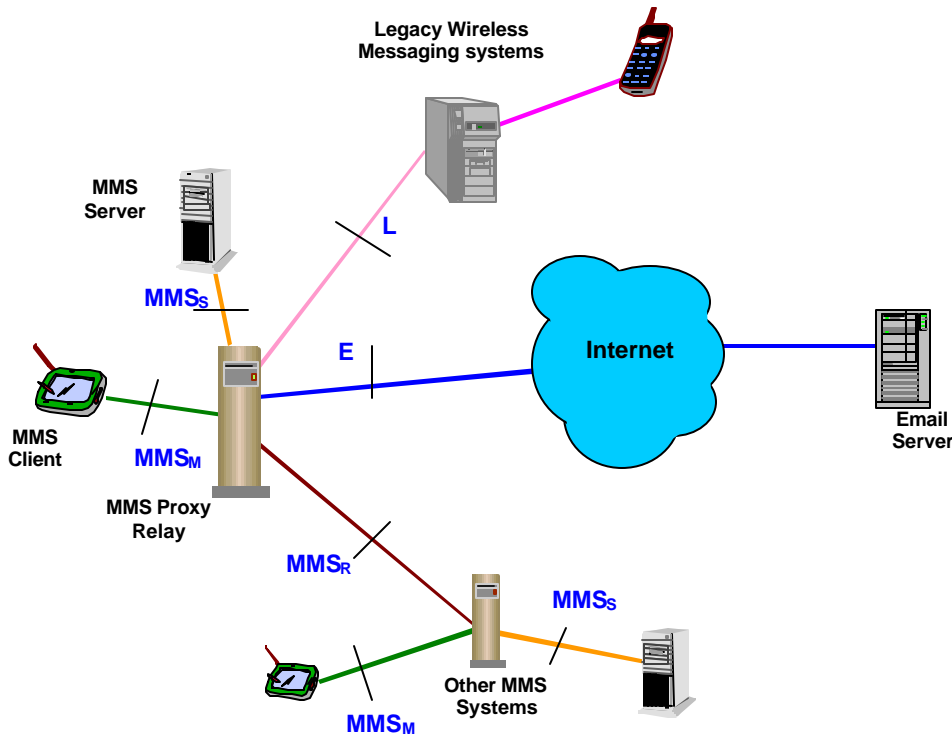 Legacy Wireless
Messaging systems
MMS
Server
L
MMSS
E
Internet
MMS
Client
MMSM
Email
Server
MMS Proxy
Relay
MMSR
MMSS
Other MMS
Systems
MMSM